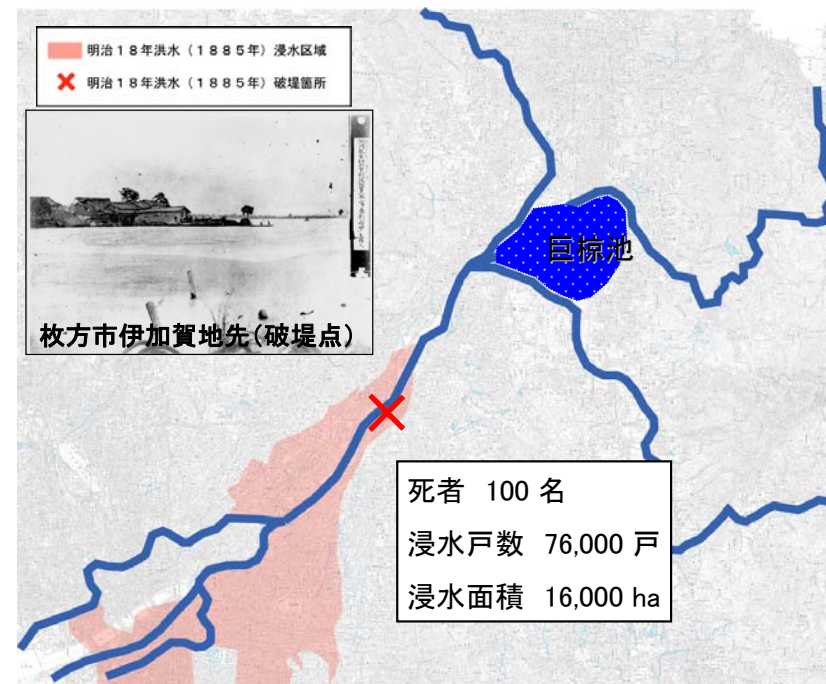 明治１８年洪水（１８８５年）浸水区域
明治１８年洪水（１８８５年）破堤箇所
枚方市伊加賀地先(破堤点)
巨椋池
死者 100 名
浸水戸数 76,000 戸
浸水面積 16,000 ha